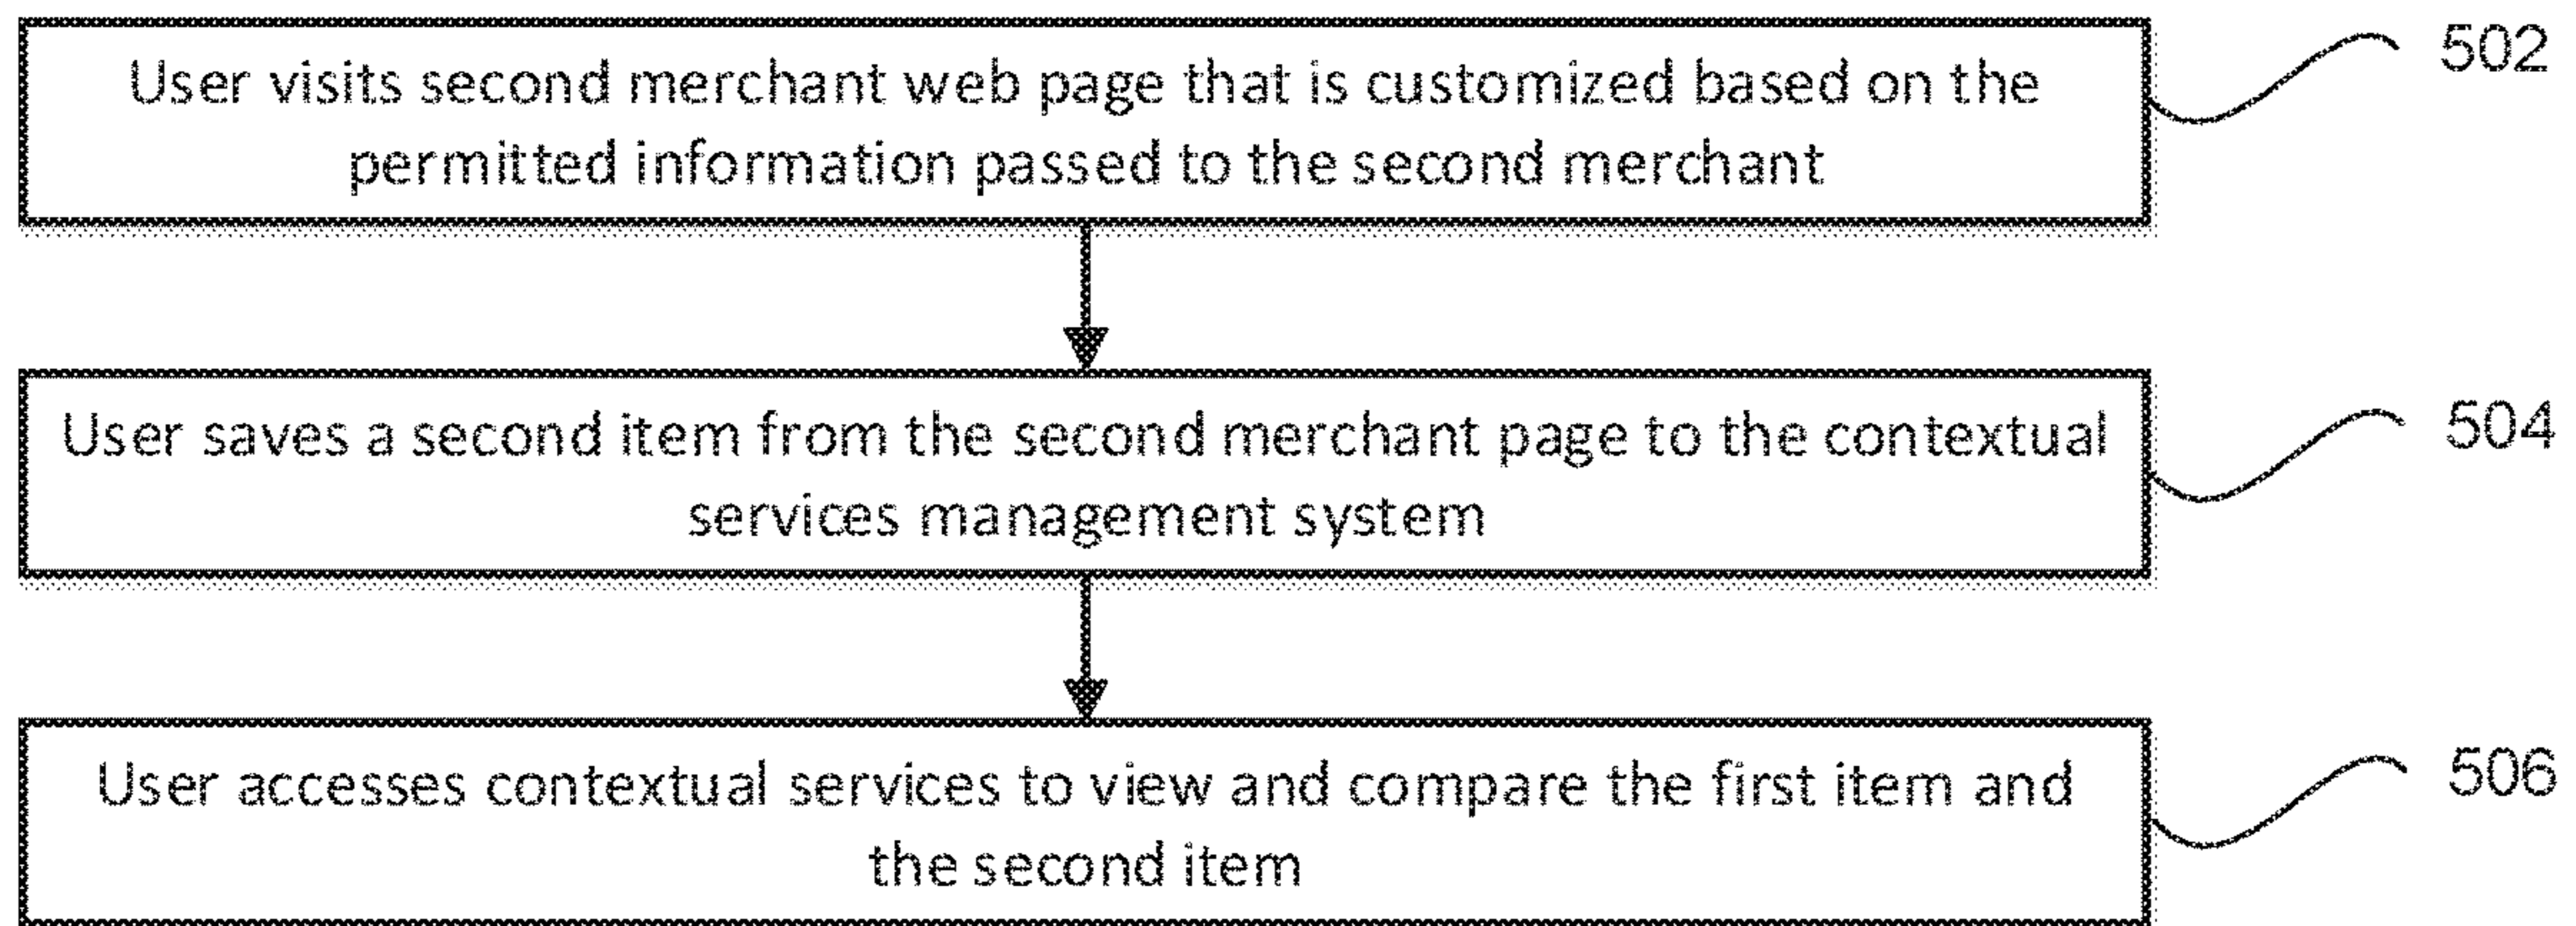 User visits second merchant web page that is customized based on the
permitted information passed to the second merchant
502
User saves a second item from the second merchant page to the contextual
services management system
504
User accesses contextual services to view and compare the first item and
the second item
506